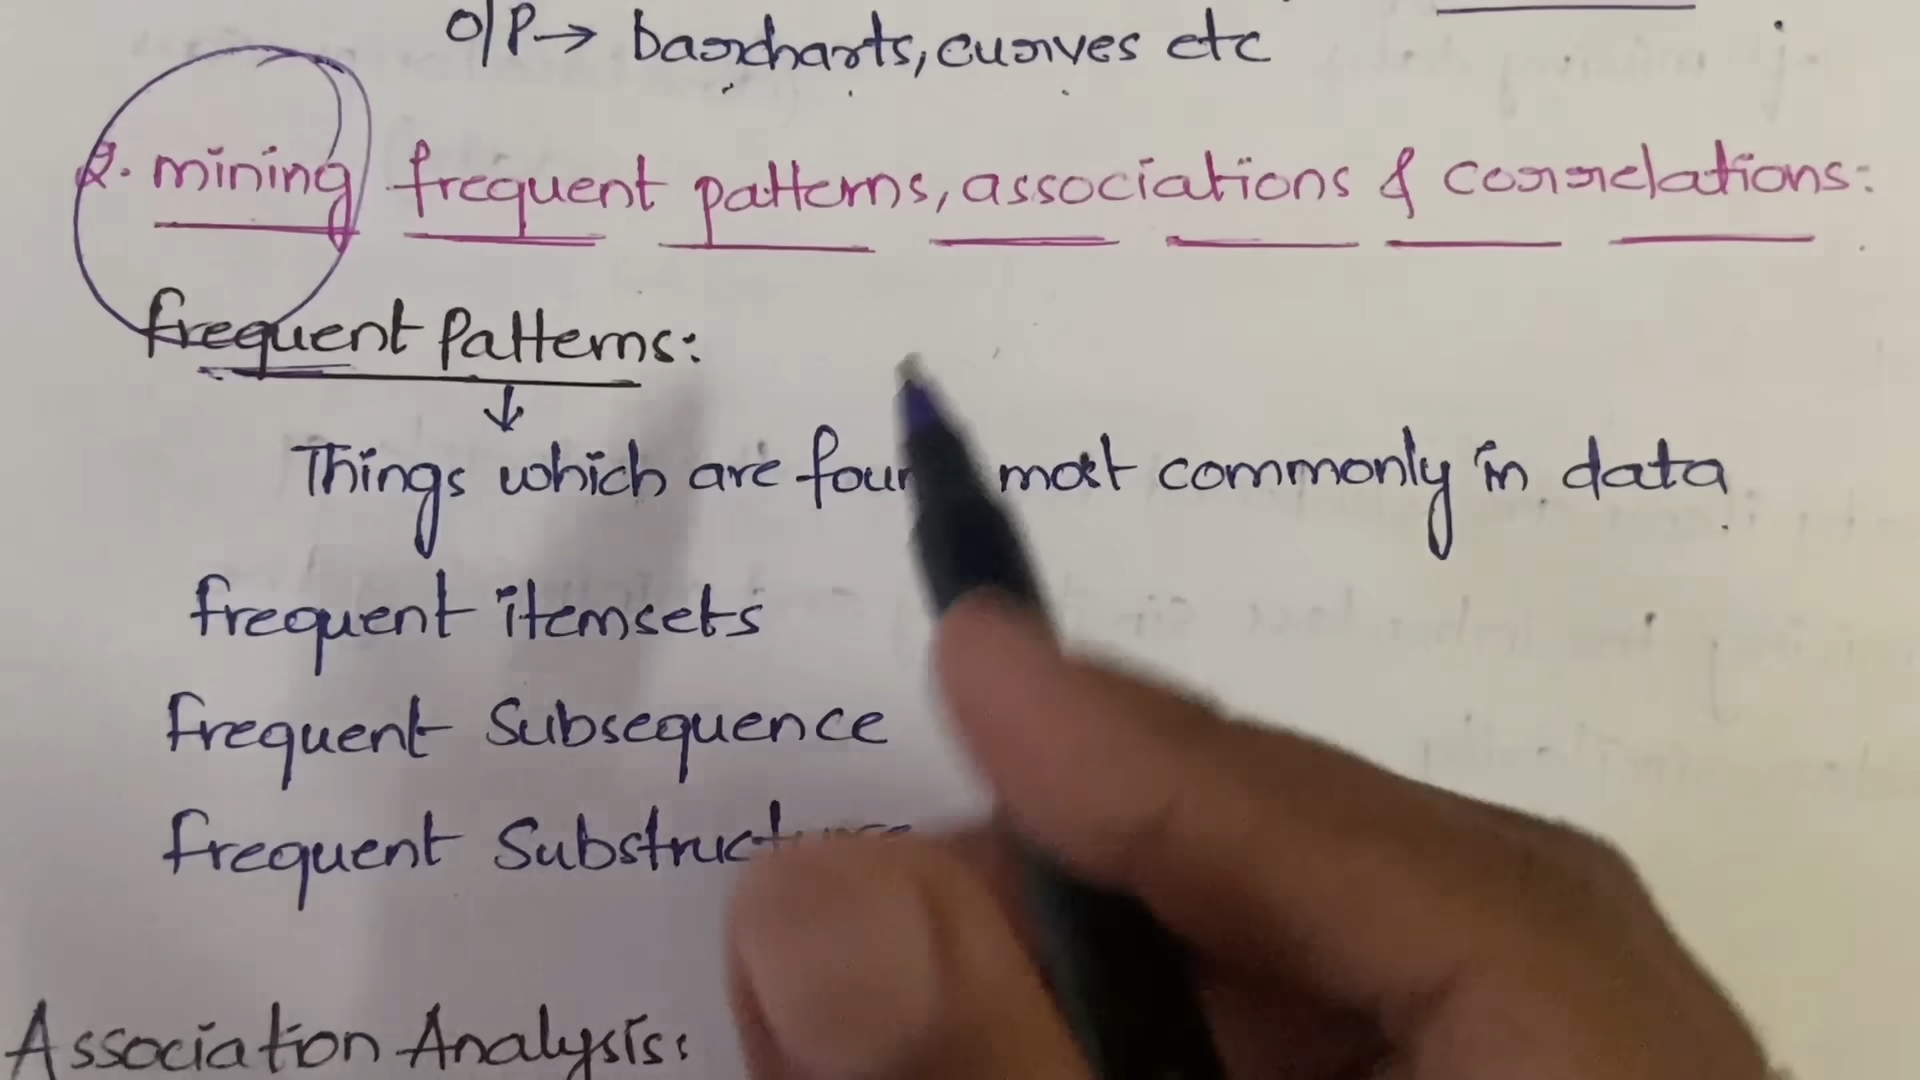 O/P → barcharts, curves etc
2. mining frequent patterns, associations & correlations:
frequent Patterns:
↓
Things which are found most commonly in data
frequent itemsets
frequent Subsequence
frequent
Association Analysis: